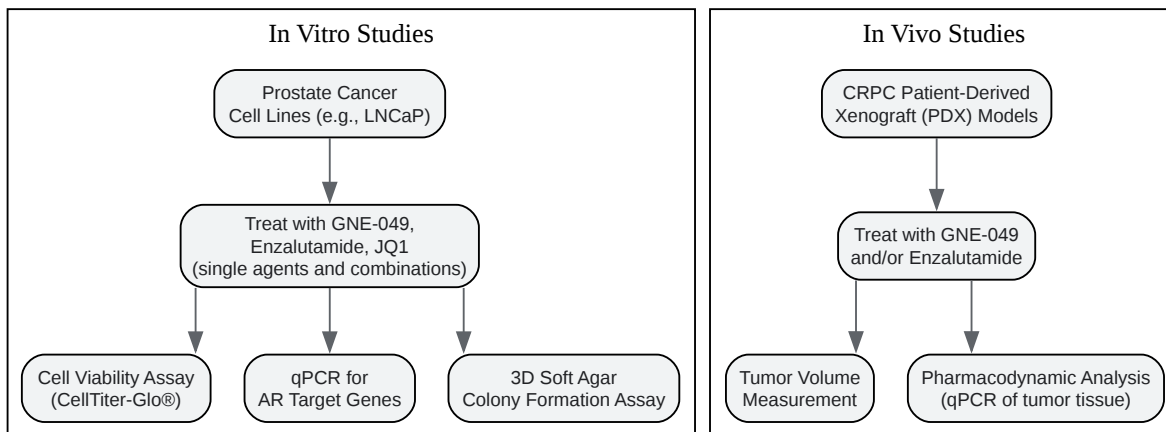 In Vitro Studies
Prostate Cancer
Cell Lines (e.g., LNCaP)
Treat with GNE-049,
Enzalutamide, JQ1
(single agents and combinations)
Cell Viability Assay
(CellTiter-Glo®)
qPCR for
AR Target Genes
3D Soft Agar
Colony Formation Assay
In Vivo Studies
CRPC Patient-Derived
Xenograft (PDX) Models
Treat with GNE-049
and/or Enzalutamide
Tumor Volume
Measurement
Pharmacodynamic Analysis
(qPCR of tumor tissue)